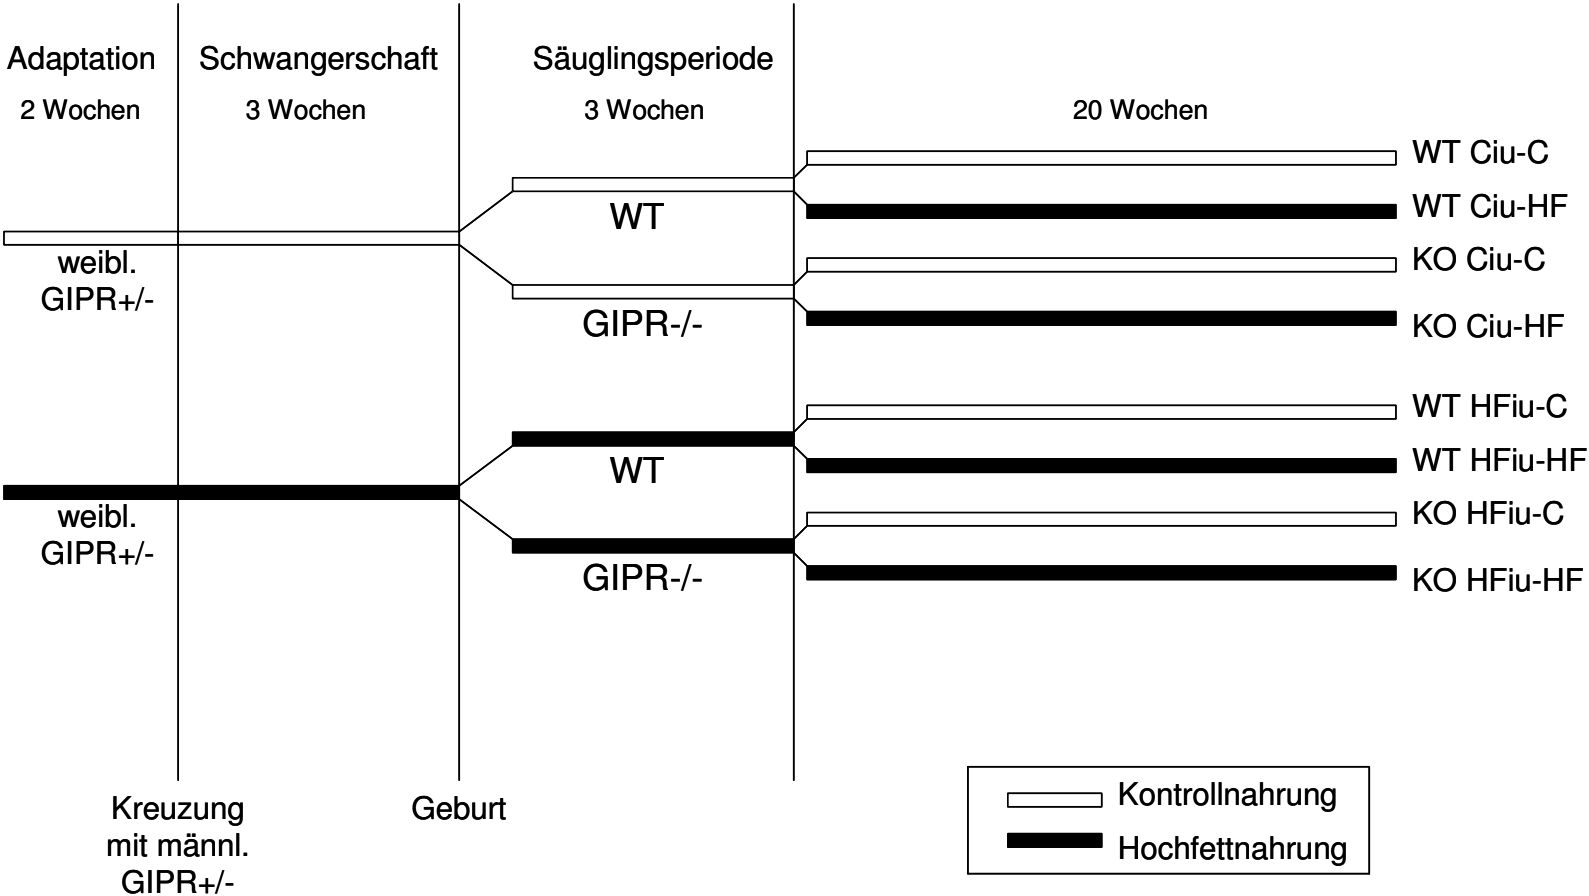 Adaptation
Schwangerschaft
Säuglingsperiode
2 Wochen
3 Wochen
3 Wochen
20 Wochen
WT Ciu-C
WT Ciu-HF
WT
weibl.
GIPR+/-
KO Ciu-C
KO Ciu-HF
GIPR-/-
WT HFiu-C
WT HFiu-HF
WT
weibl.
GIPR+/-
KO HFiu-C
KO HFiu-HF
GIPR-/-
Kreuzung
mit männl.
GIPR+/-
Geburt
Kontrollnahrung
Hochfettnahrung